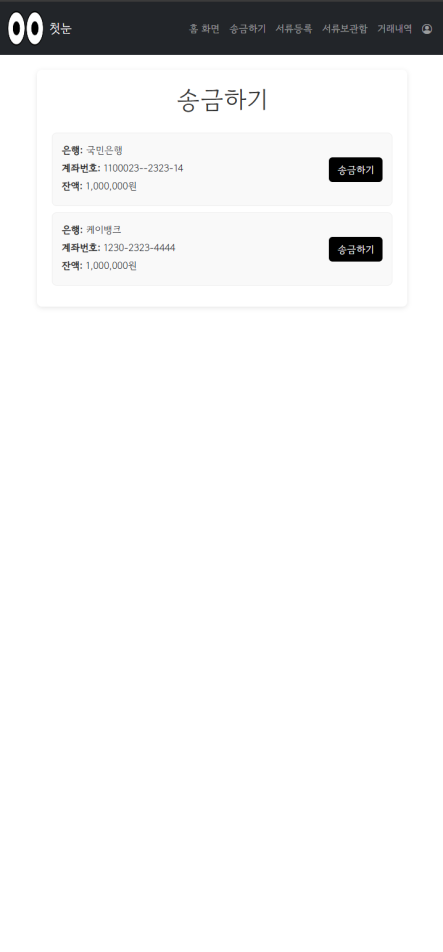 첫눈
홈 화면 송금하기 서류등록 서류보관함 거래내역
송금하기
은행: 국민은행
계좌번호: 1100023--2323-14
잔액: 1,000,000원
송금하기
은행: 케이뱅크
계좌번호: 1230-2323-4444
잔액: 1,000,000원
송금하기